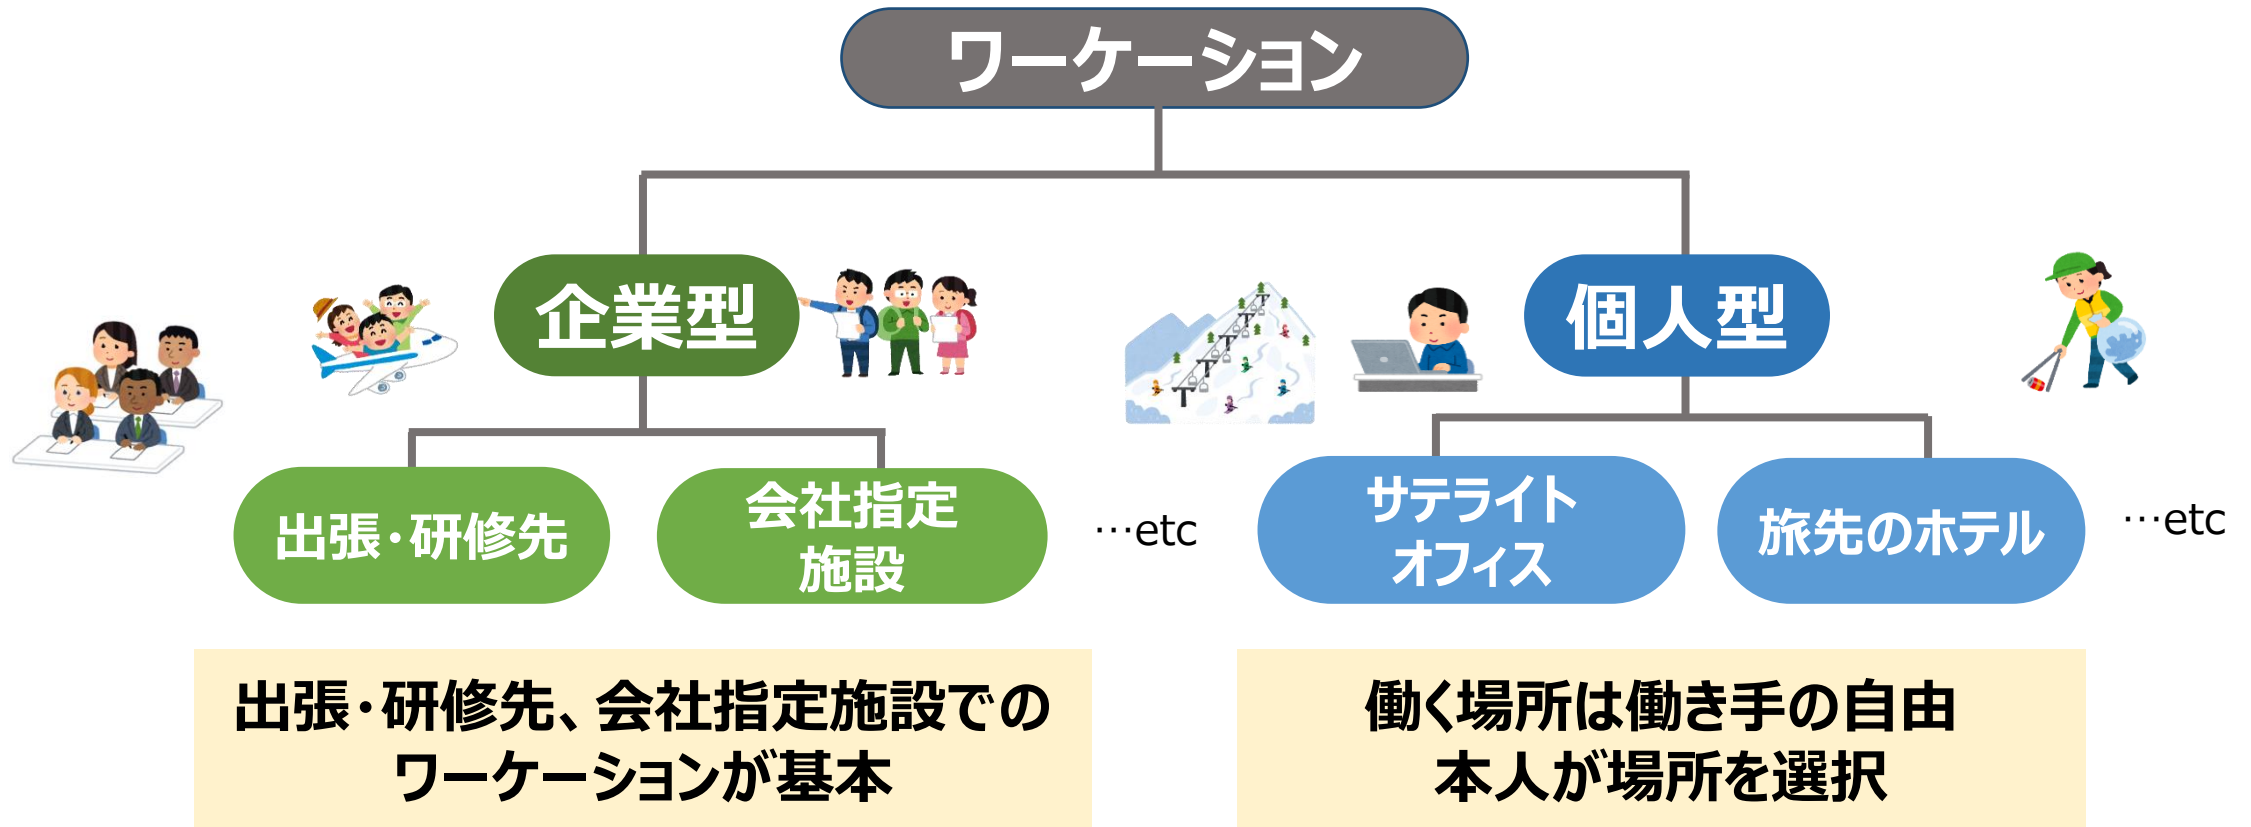 ワーケーション
企業型
個人型
出張・研修先
会社指定
施設
…etc
サテライト
オフィス
旅先のホテル
…etc
出張・研修先、会社指定施設での
ワーケーションが基本
働く場所は働き手の自由
本人が場所を選択